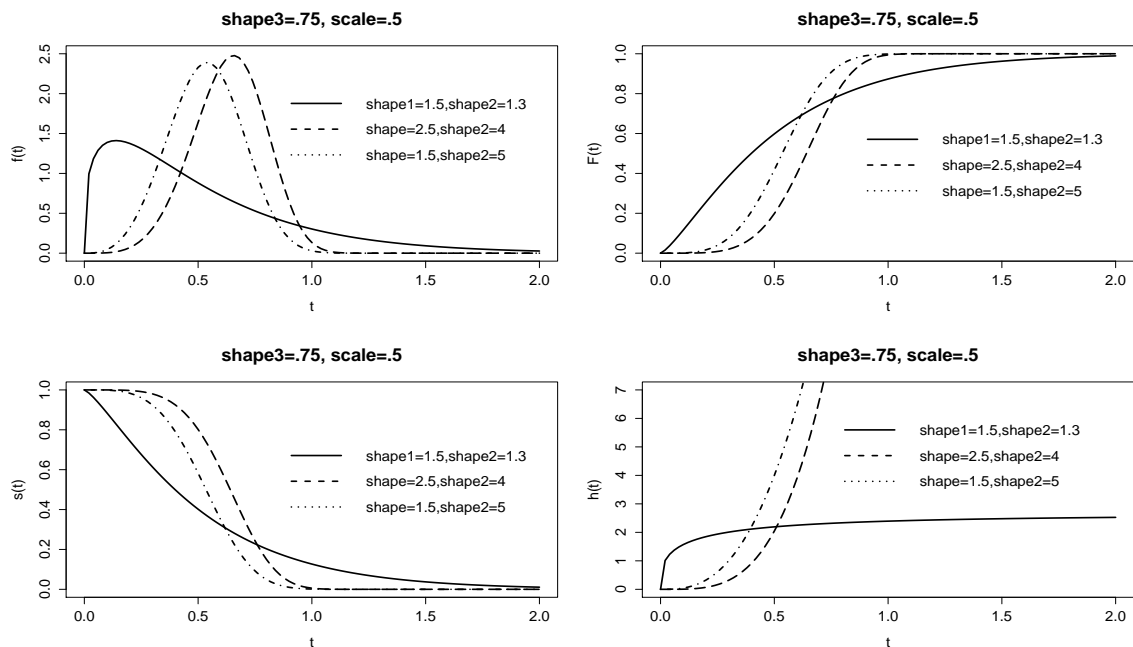 shape3=.75, scale=.5
f(t)
2.5
2.0
1.5
1.0
0.5
0.0
shape1=1.5,shape2=1.3
shape=2.5,shape2=4
shape=1.5,shape2=5
0.0 0.5 1.0 1.5 2.0
t
shape3=.75, scale=.5
F(t)
1.0
0.8
0.6
0.4
0.2
0.0
shape1=1.5,shape2=1.3
shape=2.5,shape2=4
shape=1.5,shape2=5
0.0 0.5 1.0 1.5 2.0
t
shape3=.75, scale=.5
s(t)
1.0
0.8
0.6
0.4
0.2
0.0
shape1=1.5,shape2=1.3
shape=2.5,shape2=4
shape=1.5,shape2=5
0.0 0.5 1.0 1.5 2.0
t
shape3=.75, scale=.5
h(t)
7
6
5
4
3
2
1
0
shape1=1.5,shape2=1.3
shape=2.5,shape2=4
shape=1.5,shape2=5
0.0 0.5 1.0 1.5 2.0
t